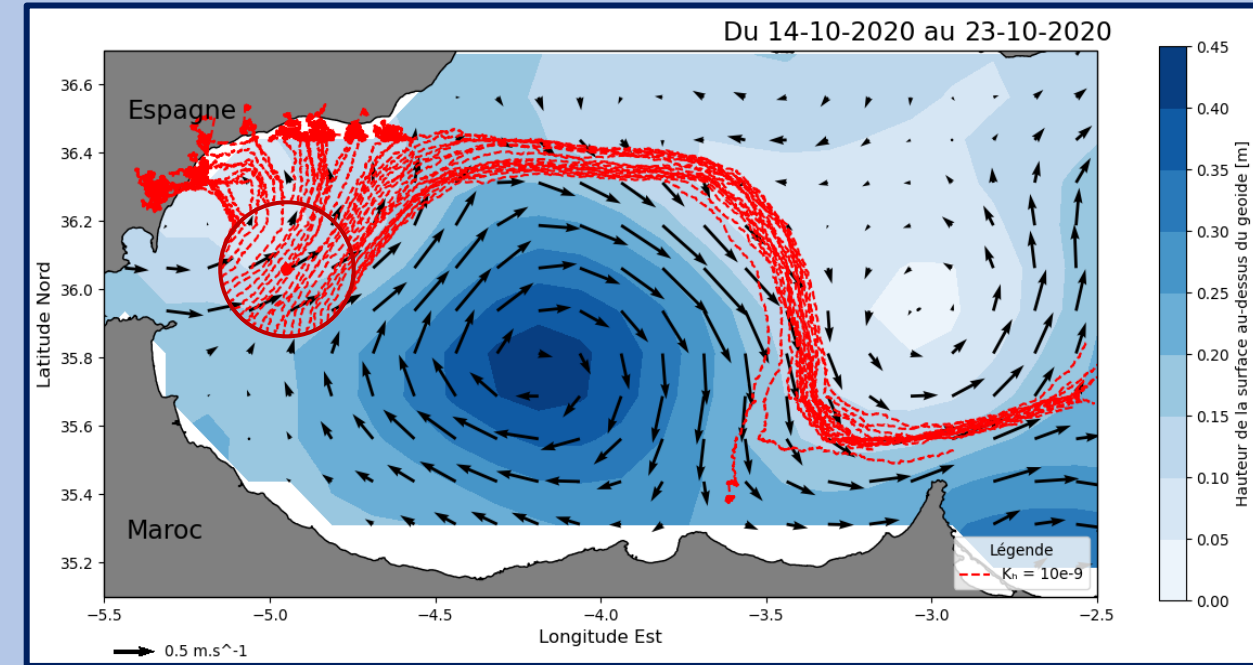 Du 14-10-2020 au 23-10-2020
Espagne
Maroc
36.6
36.4
36.2
36.0
35.8
35.6
35.4
35.2
Latitude Nord
−5.5 −5.0 −4.5 −4.0 −3.5 −3.0 −2.5
Longitude Est
0.5 m.s^-1
Légende
Kₕ = 10e-9
0.45
0.40
0.35
0.30
0.25
0.20
0.15
0.10
0.05
0.00
Hauteur de la surface au-dessus du geoide [m]